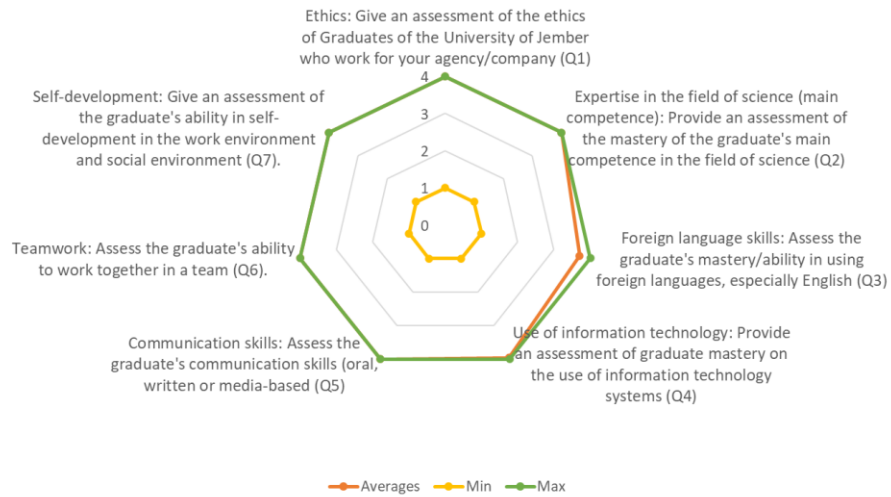 Ethics: Give an assessment of the ethics
of Graduates of the University of Jember
who work for your agency/company (Q1)
Self-development: Give an assessment of
the graduate's ability in self-
development in the work environment
and social environment (Q7).
Expertise in the field of science (main
competence): Provide an assessment of
the mastery of the graduate's main
competence in the field of science (Q2)
4
3
2
1
0
Teamwork: Assess the graduate's ability
to work together in a team (Q6).
Foreign language skills: Assess the
graduate's mastery/ability in using
foreign languages, especially English (Q3)
Communication skills: Assess the
graduate's communication skills (oral,
written or media-based (Q5)
Use of information technology: Provide
an assessment of graduate mastery on
the use of information technology
systems (Q4)
Averages
Min
Max